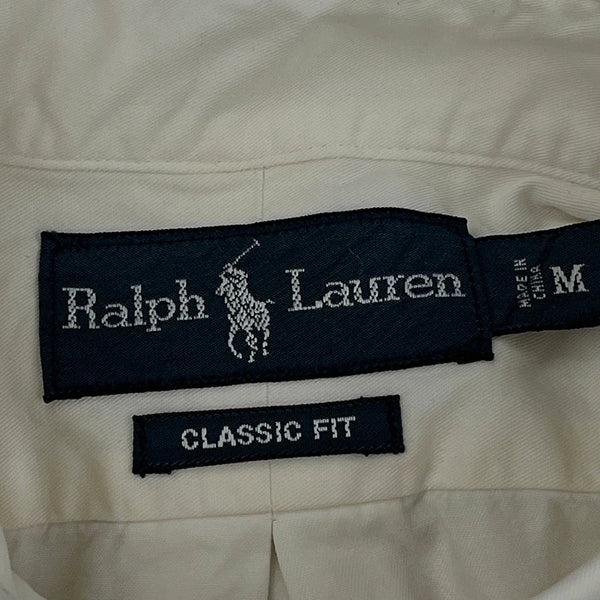 Ralph Lauren
MADE IN
CHINA
M
CLASSIC FIT